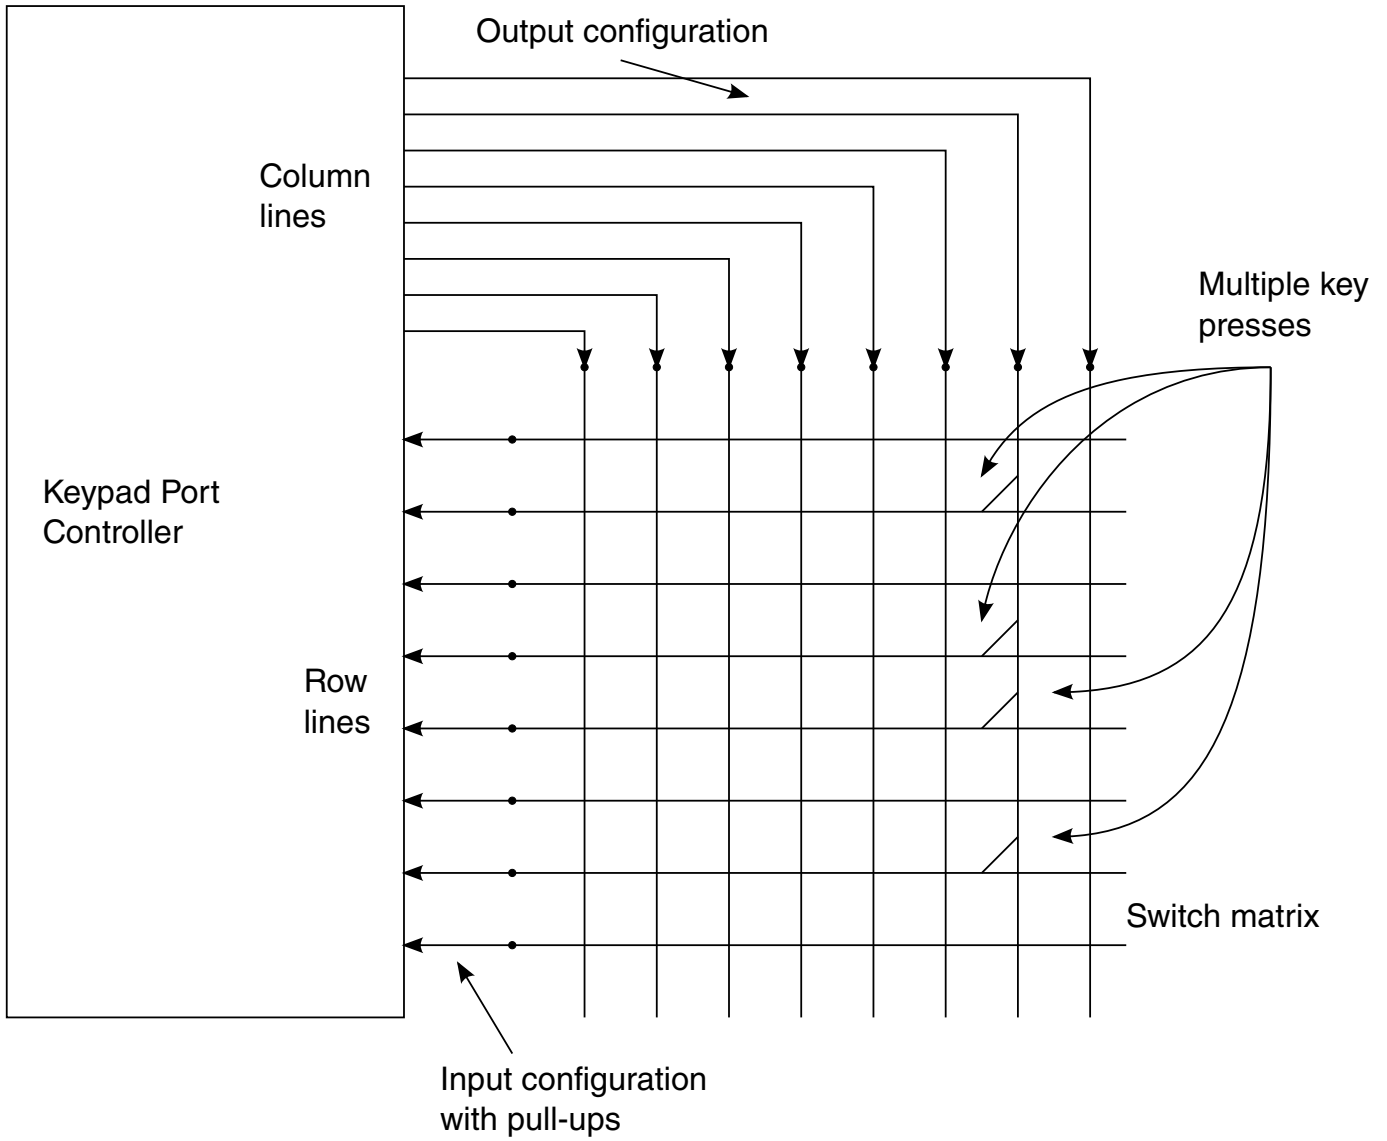 Output configuration
Column
lines
Multiple key
presses
Keypad Port
Controller
Row
lines
Switch matrix
Input configuration
with pull-ups